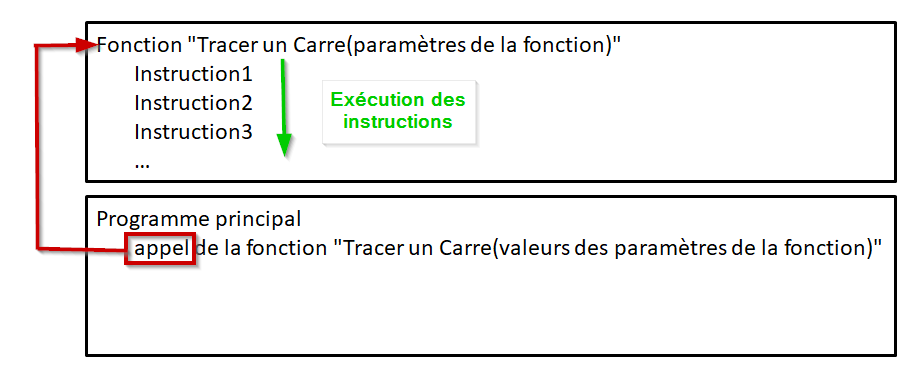 Fonction "Tracer un Carre(paramètres de la fonction)"
Instruction1
Instruction2
Instruction3
...
Exécution des
instructions
Programme principal
appel de la fonction "Tracer un Carre(valeurs des paramètres de la fonction)"